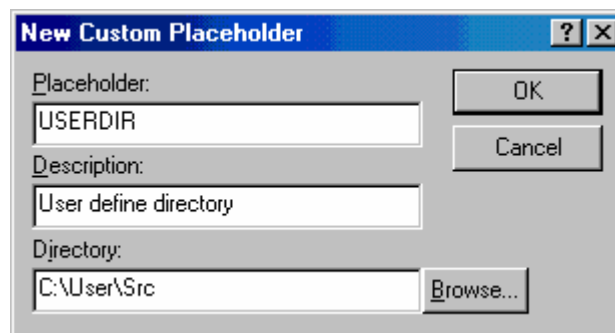 New Custom Placeholder
Placeholder:
USERDIR
OK
Description:
Cancel
User define directory
Directory:
C:\User\Src
Browse...